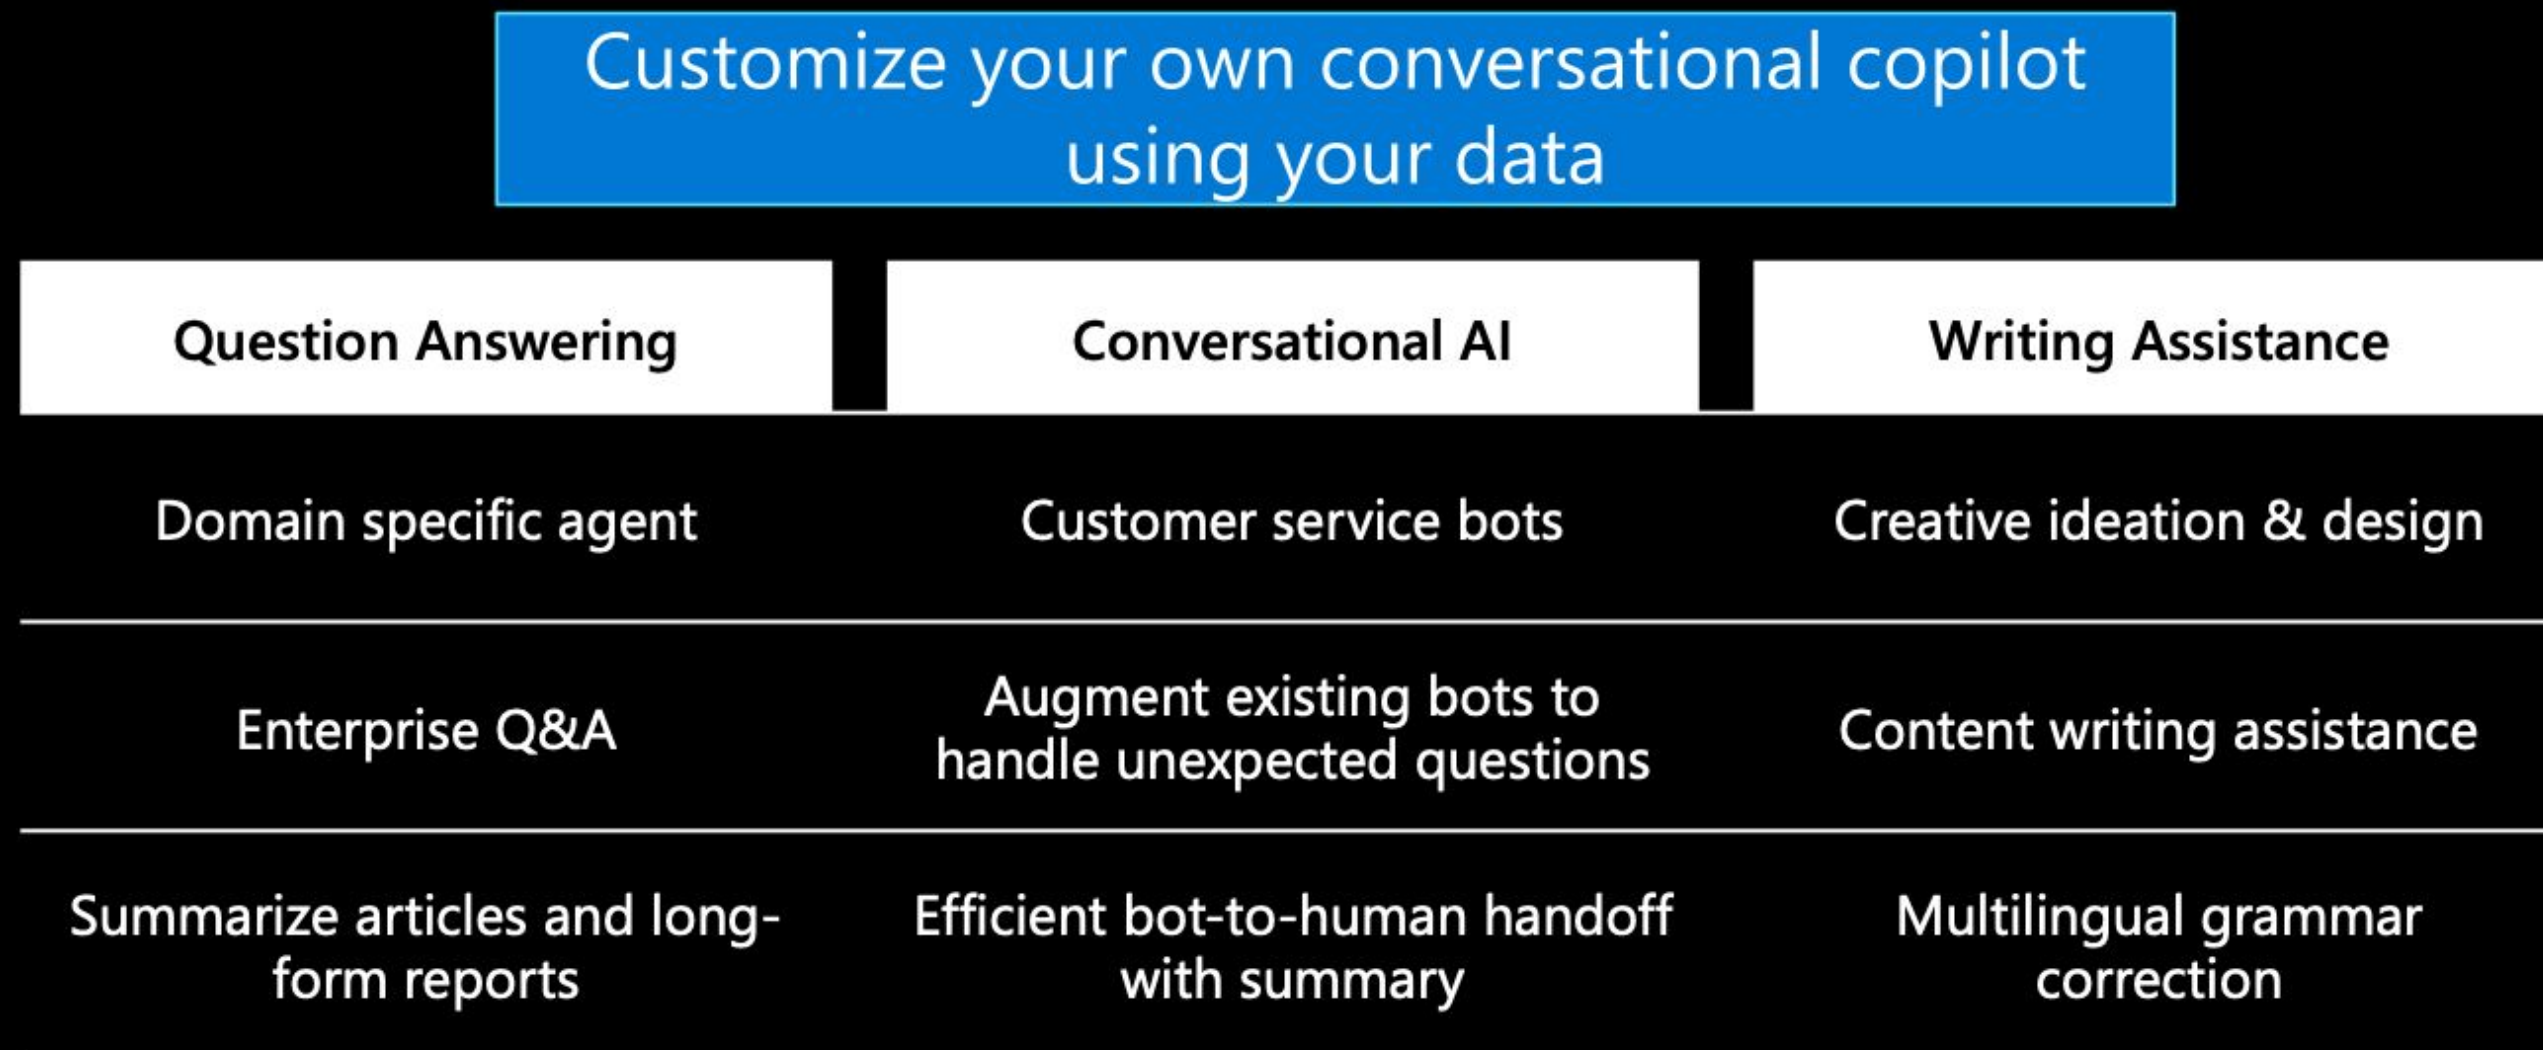 Customize your own conversational copilot
using your data
Question Answering
Conversational AI
Writing Assistance
Domain specific agent
Customer service bots
Creative ideation & design
Enterprise Q&A
Augment existing bots to
handle unexpected questions
Content writing assistance
Summarize articles and long-
form reports
Efficient bot-to-human handoff
with summary
Multilingual grammar
correction